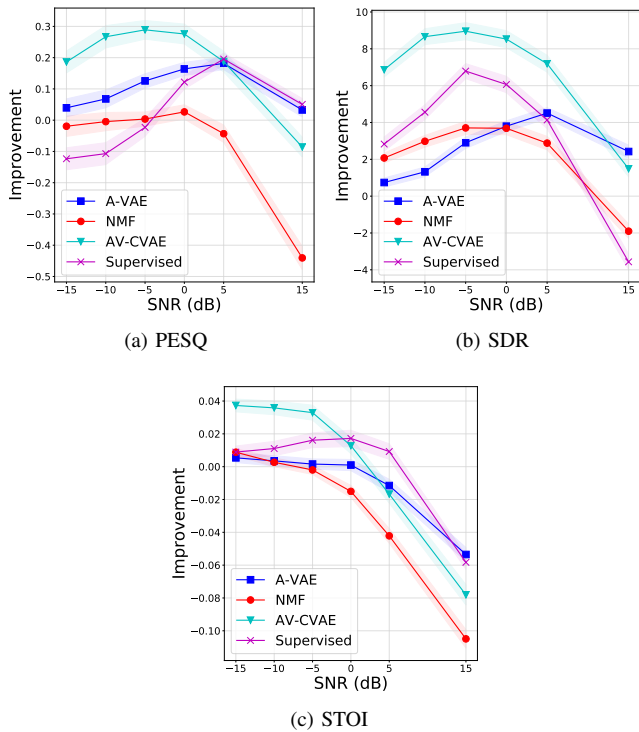 0.3
0.2
0.1
0.0
−0.1
−0.2
−0.3
−0.4
−0.5
Improvement
A-VAE
NMF
AV-CVAE
Supervised
−15 −10 −5 0 5 15
SNR (dB)
(a) PESQ
10
8
6
4
2
0
−2
−4
Improvement
A-VAE
NMF
AV-CVAE
Supervised
−15 −10 −5 0 5 15
SNR (dB)
(b) SDR
0.04
0.02
0.00
−0.02
−0.04
−0.06
−0.08
−0.10
Improvement
A-VAE
NMF
AV-CVAE
Supervised
−15 −10 −5 0 5 15
SNR (dB)
(c) STOI